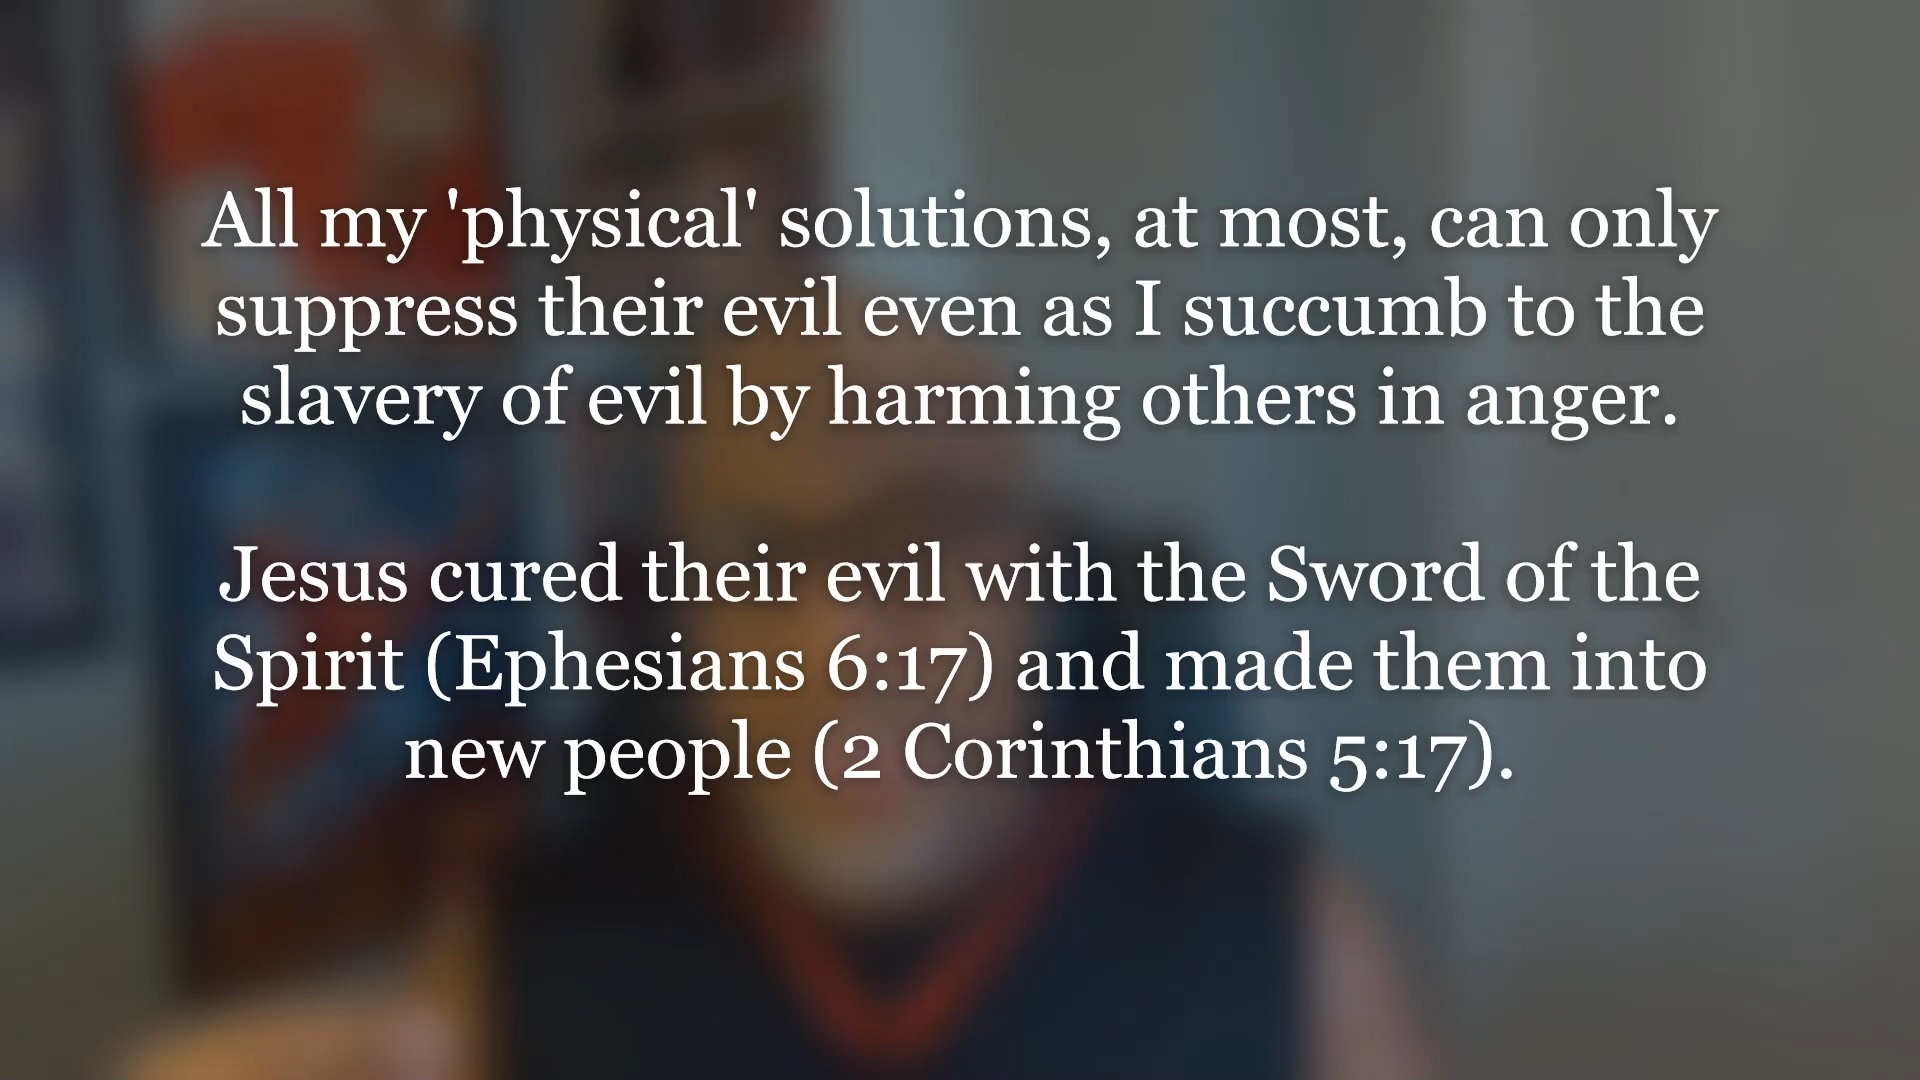 All my 'physical' solutions, at most, can only
suppress their evil even as I succumb to the
slavery of evil by harming others in anger.
Jesus cured their evil with the Sword of the
Spirit (Ephesians 6:17) and made them into
new people (2 Corinthians 5:17).